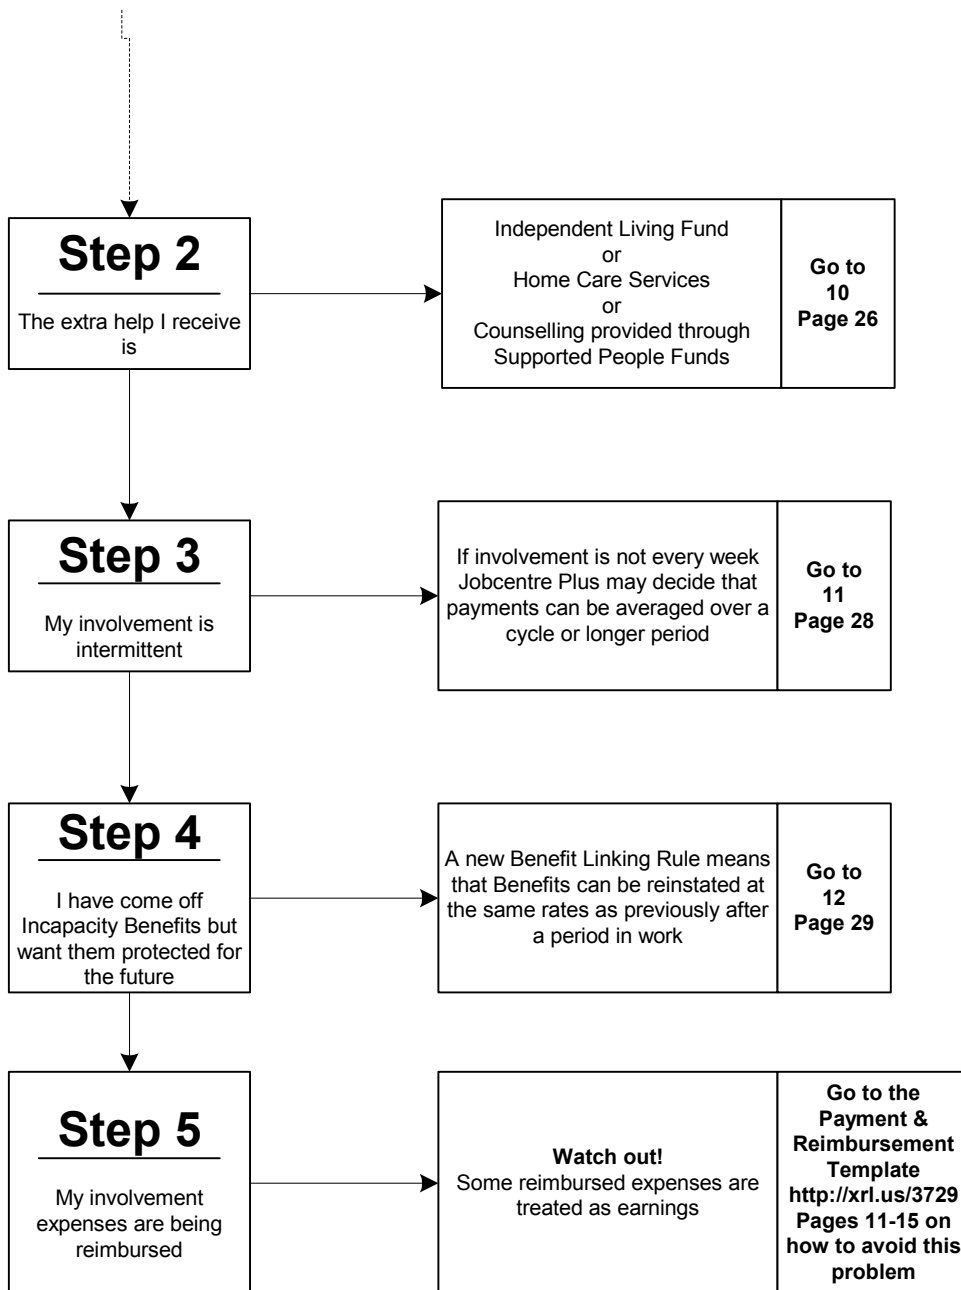 Step 2
The extra help I receive
is
Independent Living Fund
or
Home Care Services
or
Counselling provided through
Supported People Funds
Go to
10
Page 26
Step 3
My involvement is
intermittent
If involvement is not every week
Jobcentre Plus may decide that
payments can be averaged over a
cycle or longer period
Go to
11
Page 28
Step 4
I have come off
Incapacity Benefits but
want them protected for
the future
A new Benefit Linking Rule means
that Benefits can be reinstated at
the same rates as previously after
a period in work
Go to
12
Page 29
Step 5
My involvement
expenses are being
reimbursed
Watch out!
Some reimbursed expenses are
treated as earnings
Go to the
Payment &
Reimbursement
Template
http://xrl.us/3729
Pages 11-15 on
how to avoid this
problem